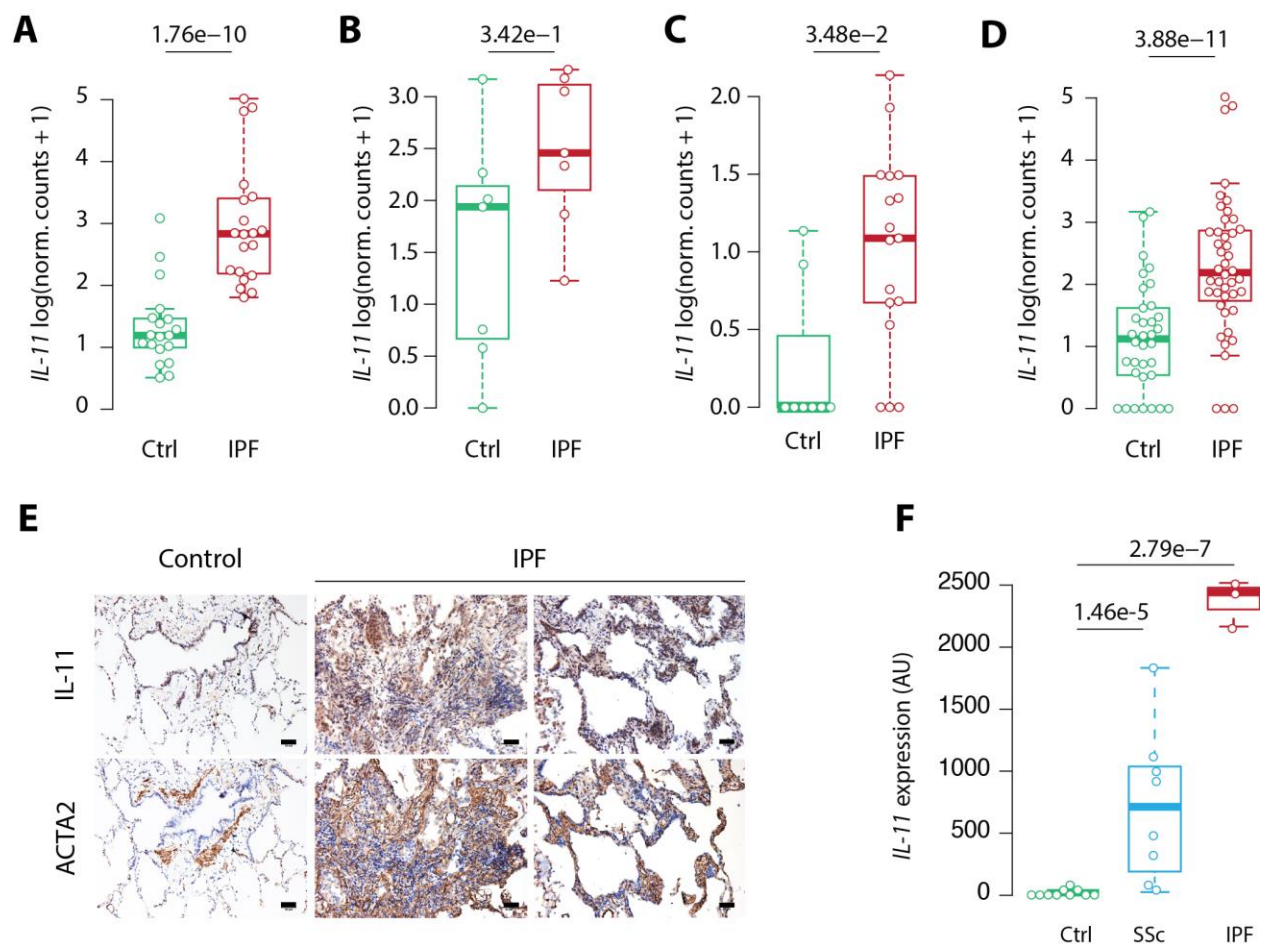 A
1.76e−10
IL-11 log(norm. counts + 1)
5
4
3
2
1
0
Ctrl
IPF
B
3.42e−1
IL-11 log(norm. counts + 1)
3.0
2.5
2.0
1.5
1.0
0.5
0.0
Ctrl
IPF
C
3.48e−2
IL-11 log(norm. counts + 1)
2.0
1.5
1.0
0.5
0.0
Ctrl
IPF
D
3.88e−11
IL-11 log(norm. counts + 1)
5
4
3
2
1
0
Ctrl
IPF
E
Control
IPF
IL-11
ACTA2
F
2.79e−7
1.46e-5
IL-11 expression (AU)
2500
2000
1500
1000
500
0
Ctrl
SSc
IPF